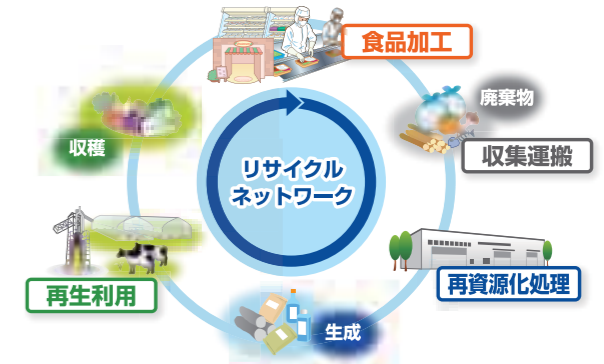 食品加工
廃棄物
収集運搬
再資源化処理
生成
再生利用
収穫
リサイクル
ネットワーク